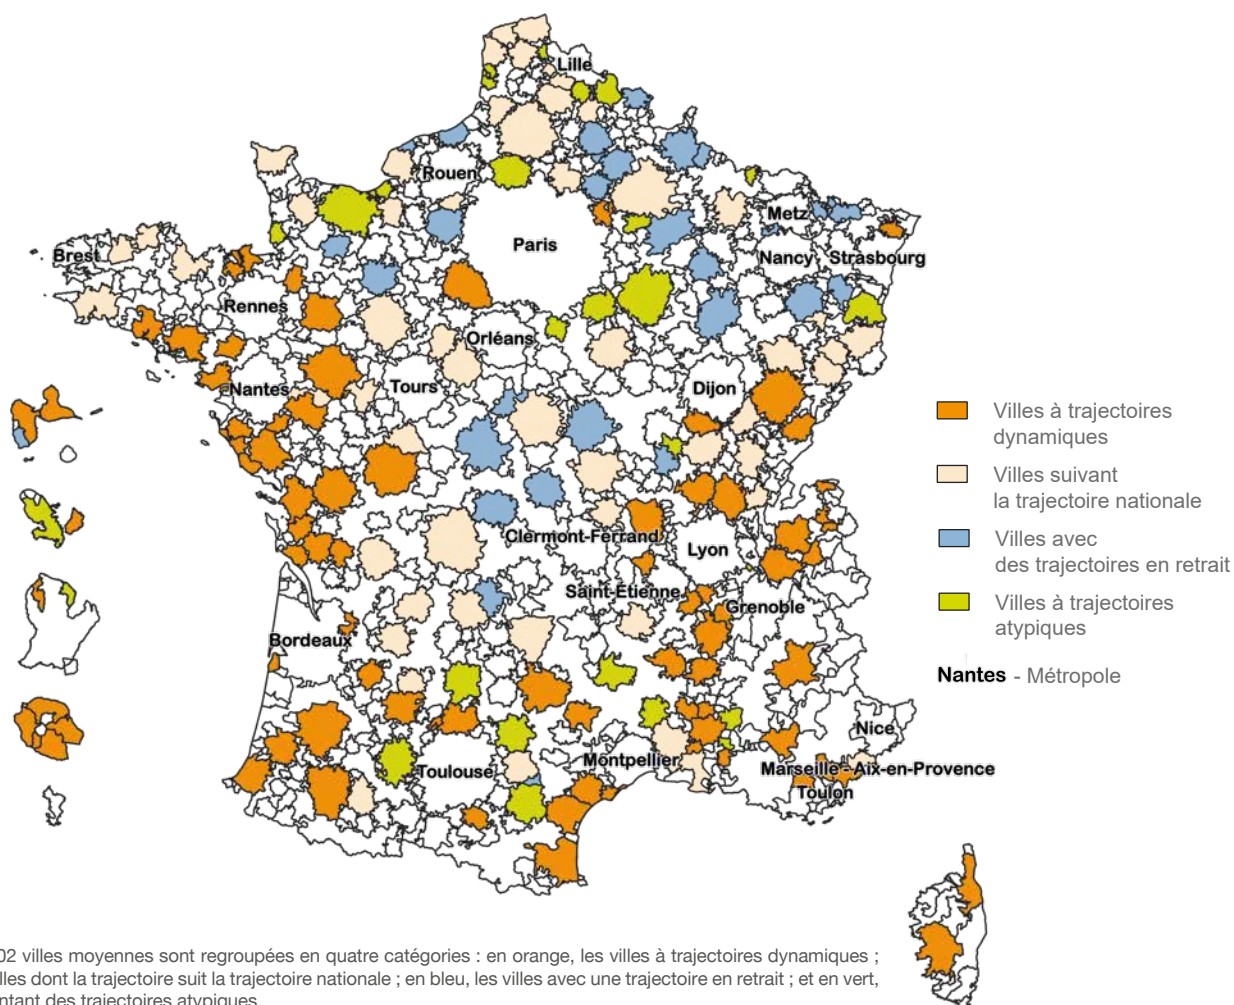 Lille
Rouen
Metz
Paris
Brest
Nancy
Strasbourg
Rennes
Orléans
Nantes
Tours
Dijon
Clermont-Ferrand
Lyon
Saint-Étienne
Grenoble
Bordeaux
Nice
Montpellier
Toulouse
Marseille - Aix-en-Provence
Toulon
Villes à trajectoires
dynamiques
Villes suivant
la trajectoire nationale
Villes avec
des trajectoires en retrait
Villes à trajectoires
atypiques
Nantes - Métropole
02 villes moyennes sont regroupées en quatre catégories : en orange, les villes à trajectoires dynamiques ;
lles dont la trajectoire suit la trajectoire nationale ; en bleu, les villes avec une trajectoire en retrait ; et en vert,
ntant des trajectoires atypiques